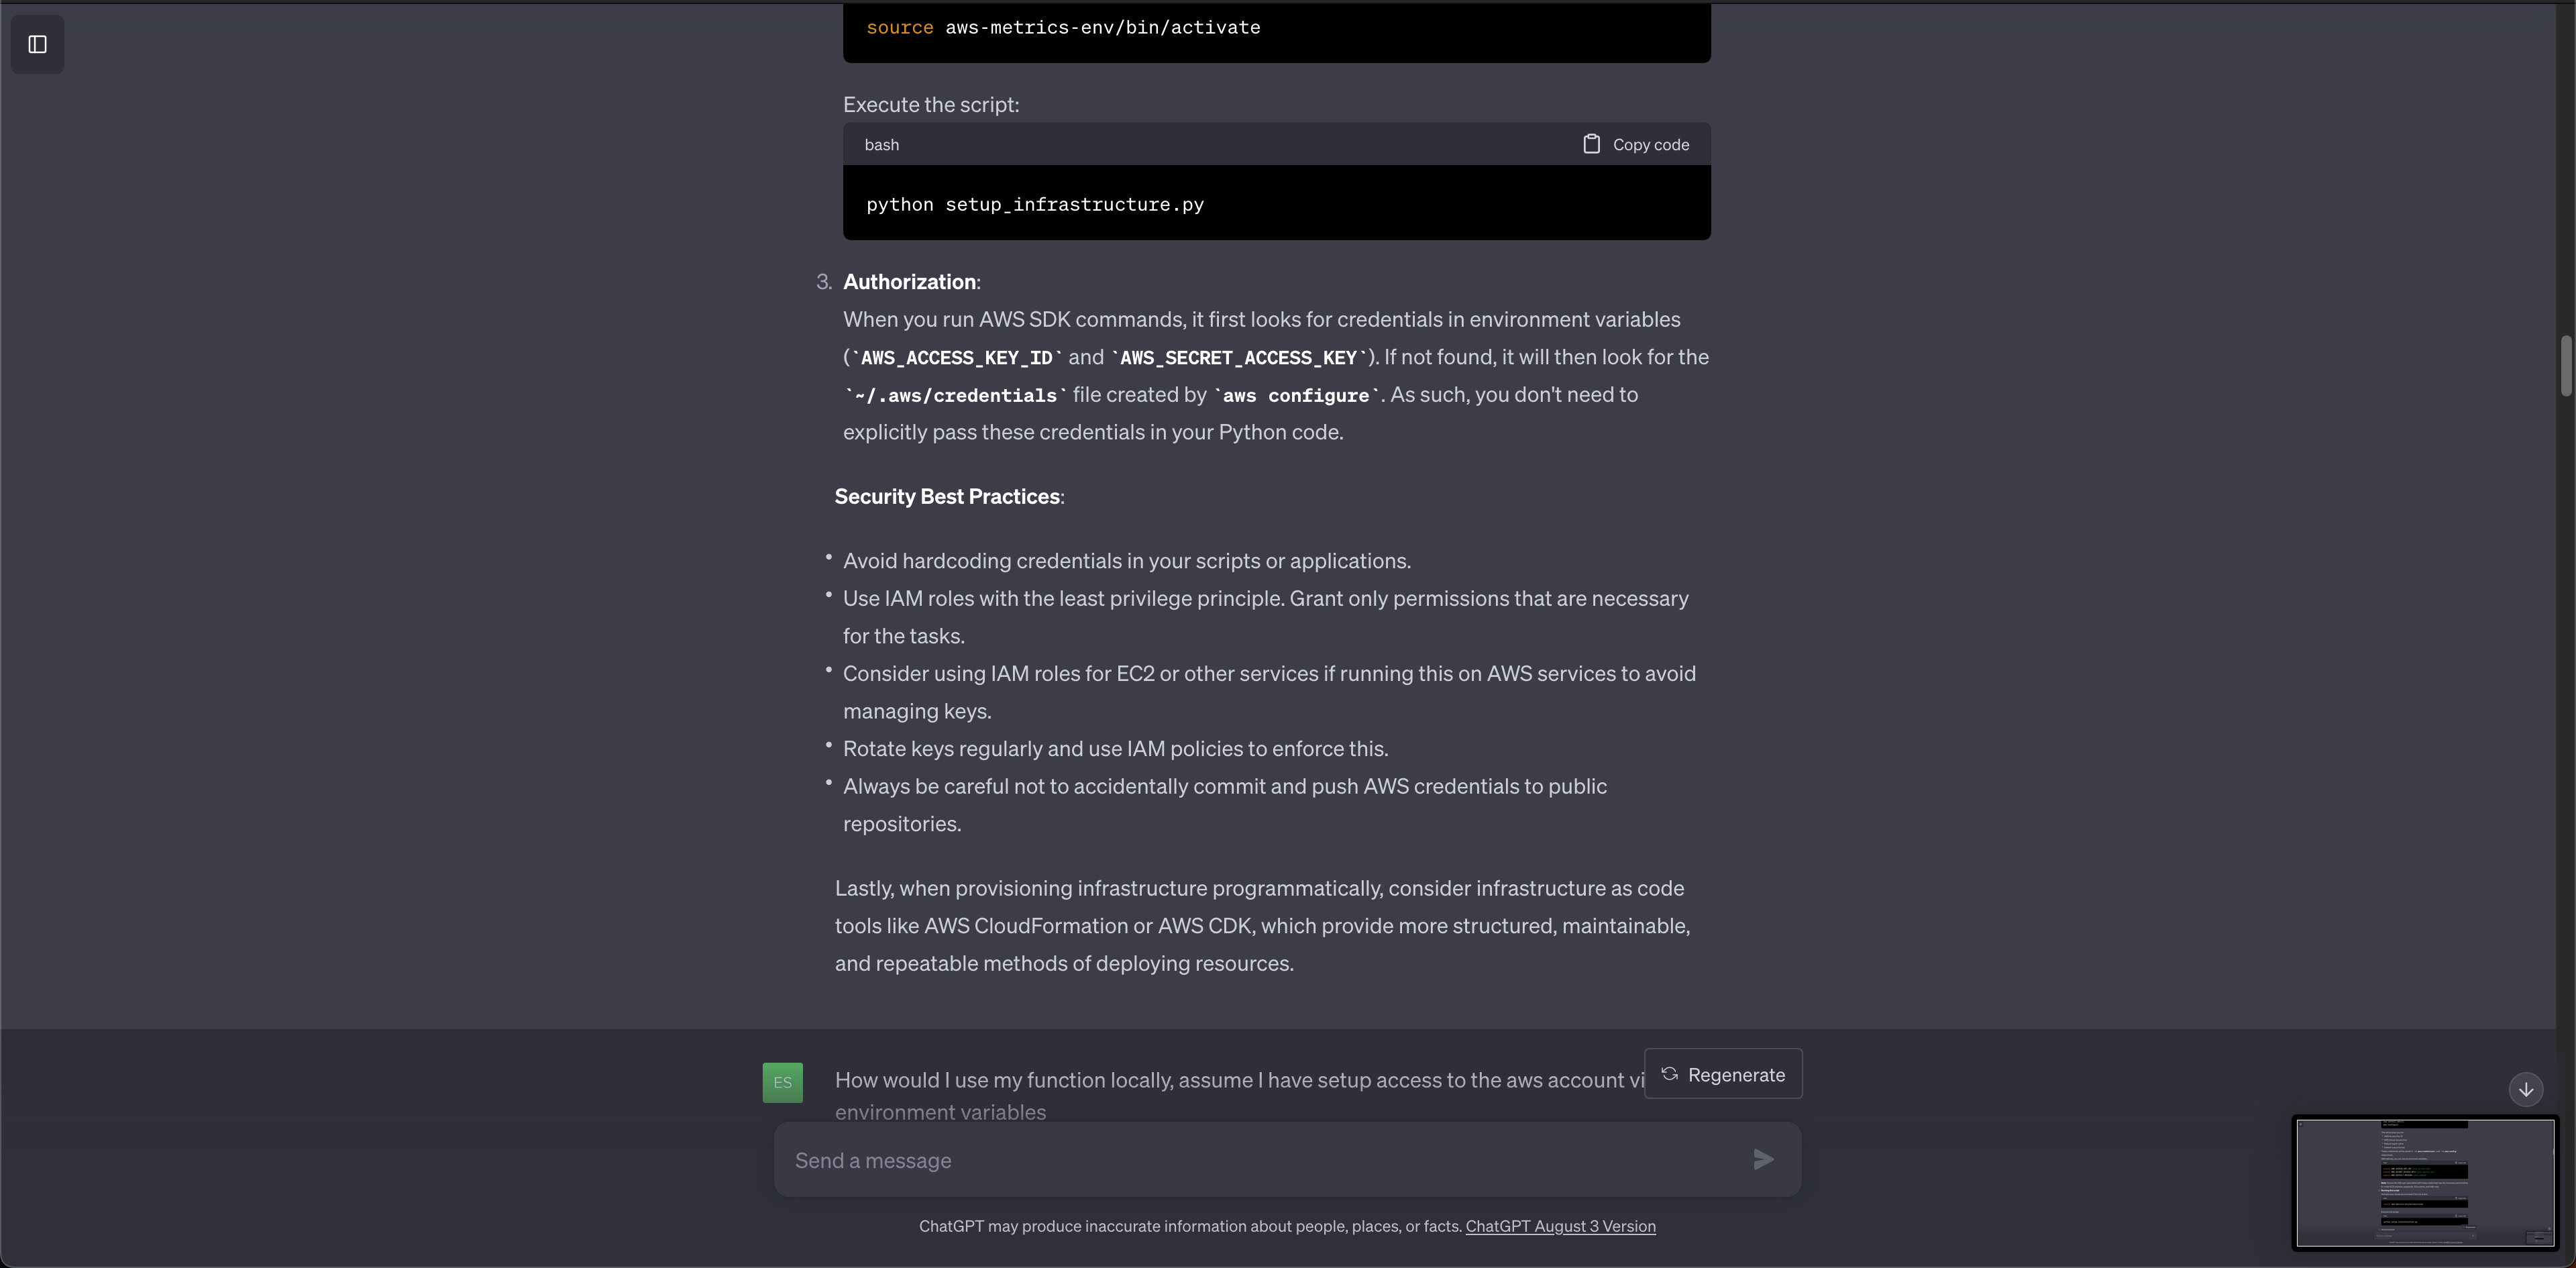 source aws-metrics-env/bin/activate
Execute the script:
bash
Copy code
python setup_infrastructure.py
3. Authorization:
When you run AWS SDK commands, it first looks for credentials in environment variables
(`AWS_ACCESS_KEY_ID` and `AWS_SECRET_ACCESS_KEY`). If not found, it will then look for the
`~/.aws/credentials` file created by `aws configure`. As such, you don't need to
explicitly pass these credentials in your Python code.
Security Best Practices:
• Avoid hardcoding credentials in your scripts or applications.
• Use IAM roles with the least privilege principle. Grant only permissions that are necessary
for the tasks.
• Consider using IAM roles for EC2 or other services if running this on AWS services to avoid
managing keys.
• Rotate keys regularly and use IAM policies to enforce this.
• Always be careful not to accidentally commit and push AWS credentials to public
repositories.
Lastly, when provisioning infrastructure programmatically, consider infrastructure as code
tools like AWS CloudFormation or AWS CDK, which provide more structured, maintainable,
and repeatable methods of deploying resources.
ES
How would I use my function locally, assume I have setup access to the aws account vi
Regenerate
environment variables
Send a message
ChatGPT may produce inaccurate information about people, places, or facts. ChatGPT August 3 Version